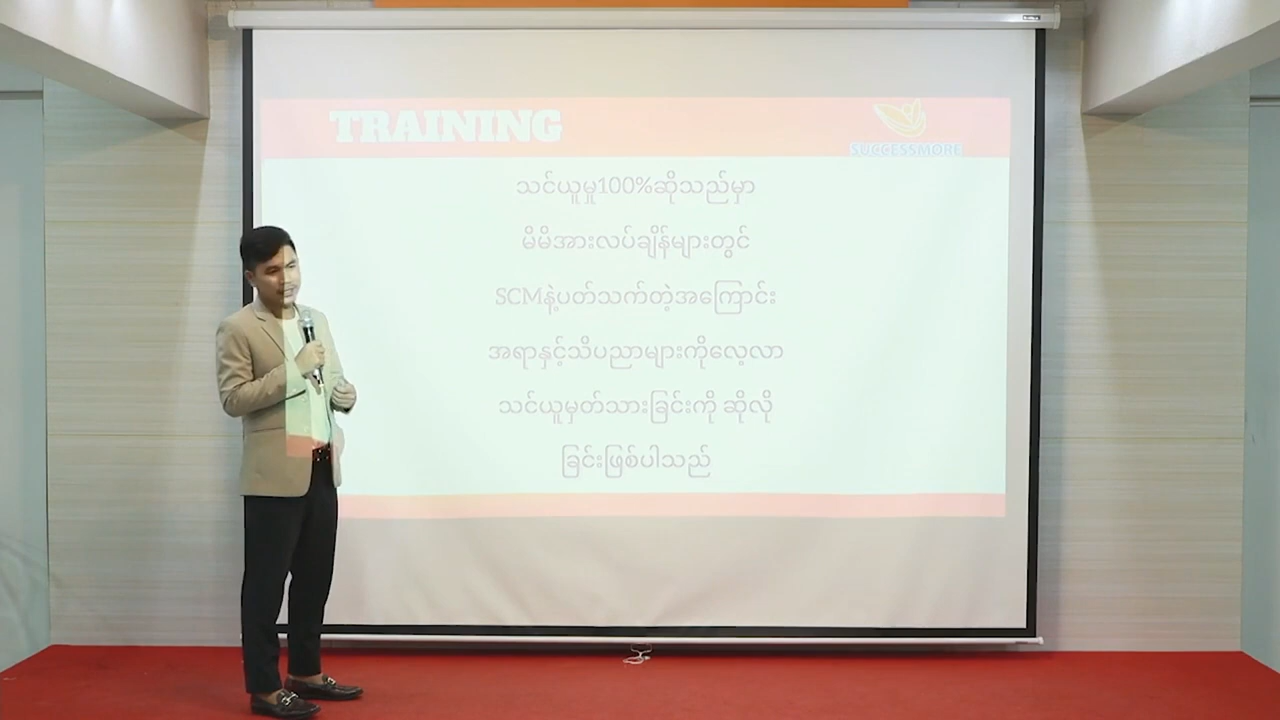 TRAINING
SUCCESSMORE
သင်ယူမှု100%ဆိုသည်မှာ
မိမိအားလပ်ချိန်များတွင်
SCMနဲ့ပတ်သက်တဲ့အကြောင်း
အရာနှင့်သိပညာများကိုလေ့လာ
သင်ယူမှတ်သားခြင်းကို ဆိုလို
ခြင်းဖြစ်ပါသည်